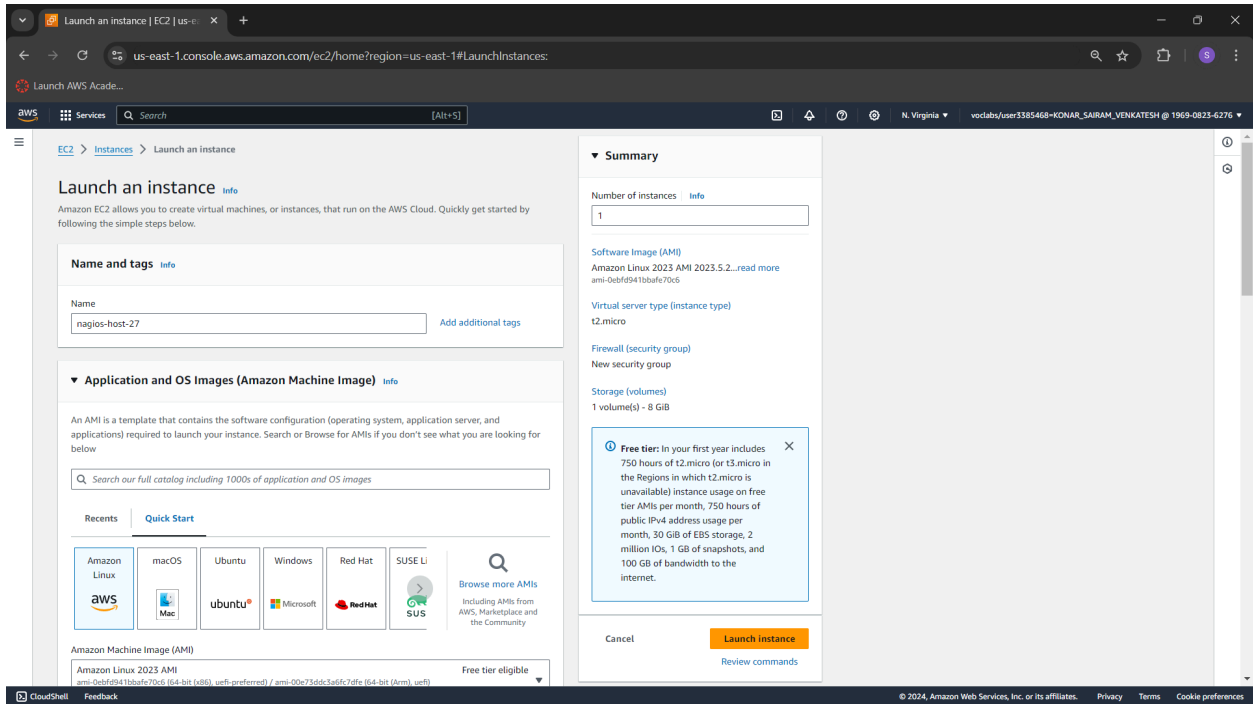 Launch an instance | EC2 | us-ea
us-east-1.console.aws.amazon.com/ec2/home?region=us-east-1#LaunchInstances:
S
Launch AWS Acade...
aws
Services
Search
[Alt+S]
N. Virginia
voclabs/user3385468=KONAR_SAIRAM_VENKATESH @ 1969-0823-6276
EC2 > Instances > Launch an instance
Launch an instance Info
Amazon EC2 allows you to create virtual machines, or instances, that run on the AWS Cloud. Quickly get started by
following the simple steps below.
Name and tags Info
Name
nagios-host-27
Add additional tags
Application and OS Images (Amazon Machine Image) Info
An AMI is a template that contains the software configuration (operating system, application server, and
applications) required to launch your instance. Search or Browse for AMIs if you don't see what you are looking for
below
Search our full catalog including 1000s of application and OS images
Recents
Quick Start
Amazon
Linux
aws
macOS
Mac
Ubuntu
ubuntu®
Windows
Microsoft
Red Hat
Red Hat
SUSE Li
SUS
Browse more AMIs
Including AMIs from
AWS, Marketplace and
the Community
Amazon Machine Image (AMI)
Amazon Linux 2023 AMI
Free tier eligible
ami-0ebfd941bbafe70c6 (64-bit (x86), uefi-preferred) / ami-00e73ddc3a6fc7dfe (64-bit (Arm), uefi)
Summary
Number of instances Info
1
Software Image (AMI)
Amazon Linux 2023 AMI 2023.5.2...read more
ami-0ebfd941bbafe70c6
Virtual server type (instance type)
t2.micro
Firewall (security group)
New security group
Storage (volumes)
1 volume(s) - 8 GiB
Free tier: In your first year includes
750 hours of t2.micro (or t3.micro in
the Regions in which t2.micro is
unavailable) instance usage on free
tier AMIs per month, 750 hours of
public IPv4 address usage per
month, 30 GiB of EBS storage, 2
million IOs, 1 GB of snapshots, and
100 GB of bandwidth to the
internet.
Cancel
Launch instance
Review commands
CloudShell
Feedback
© 2024, Amazon Web Services, Inc. or its affiliates.
Privacy
Terms
Cookie preferences